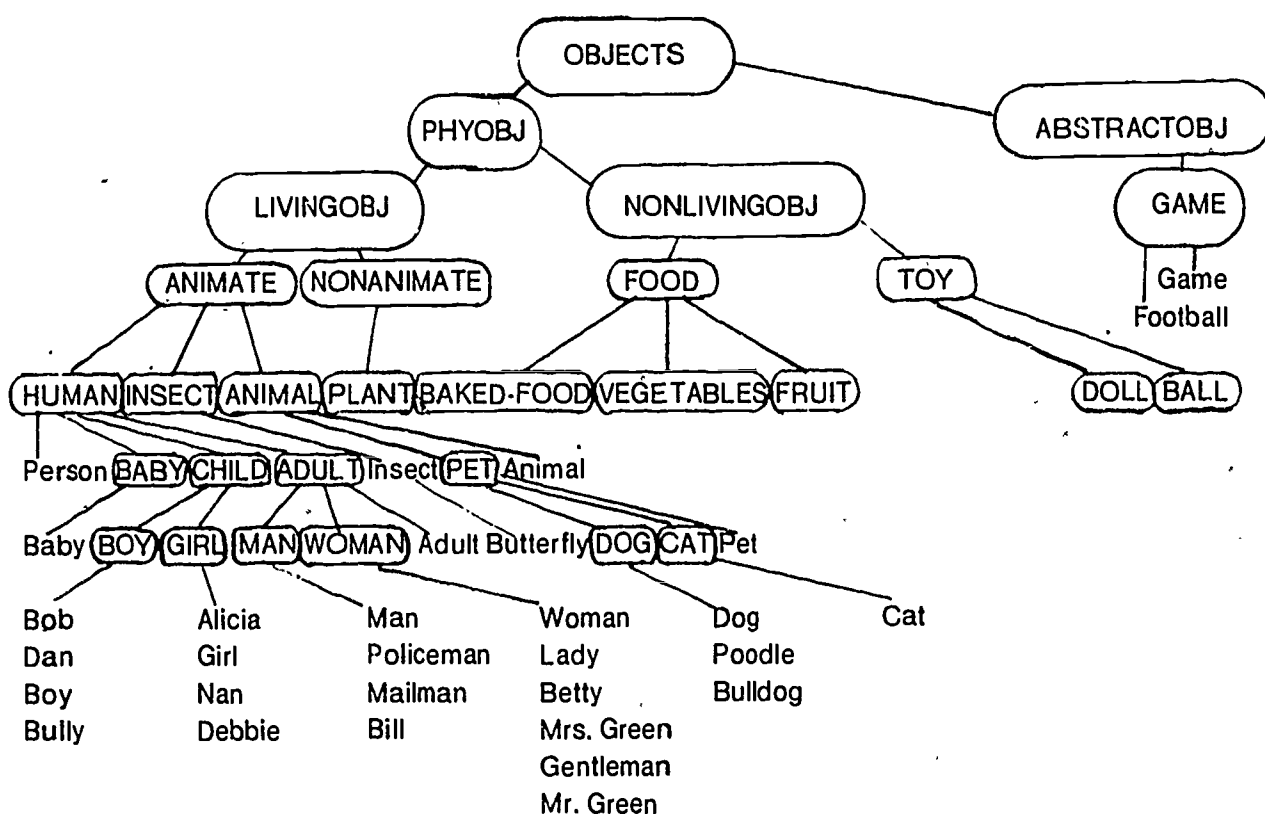 OBJECTS
PHYOBJ
ABSTRACTOBJ
LIVINGOBJ NONLIVINGOBJ GAME
ANIMATE NONANIMATE FOOD TOY Game
Football
HUMAN INSECT ANIMAL PLANT BAKED-FOOD VEGETABLES FRUIT DOLL BALL
Person BABY CHILD ADULT Insect PET Animal
Baby BOY GIRL MAN WOMAN Adult Butterfly DOG CAT Pet
Bob Alicia Man Woman Dog Cat
Dan Girl Policeman Lady Poodle
Boy Nan Mailman Betty Bulldog
Bully Debbie Bill Mrs. Green
Gentleman
Mr. Green